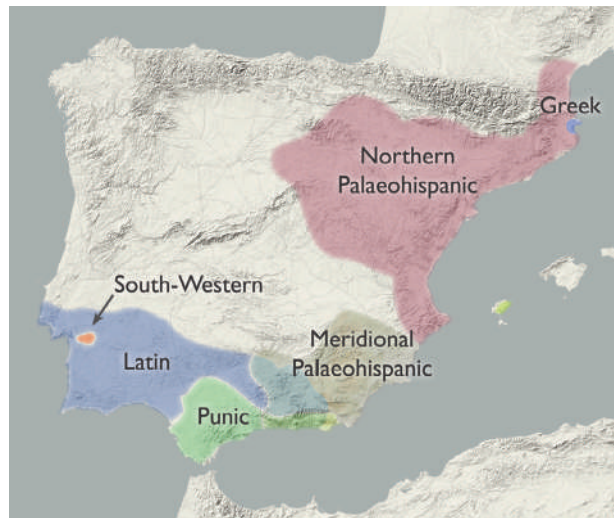 Greek
Northern
Palaeohispanic
South-Western
Latin
Meridional
Palaeohispanic
Punic